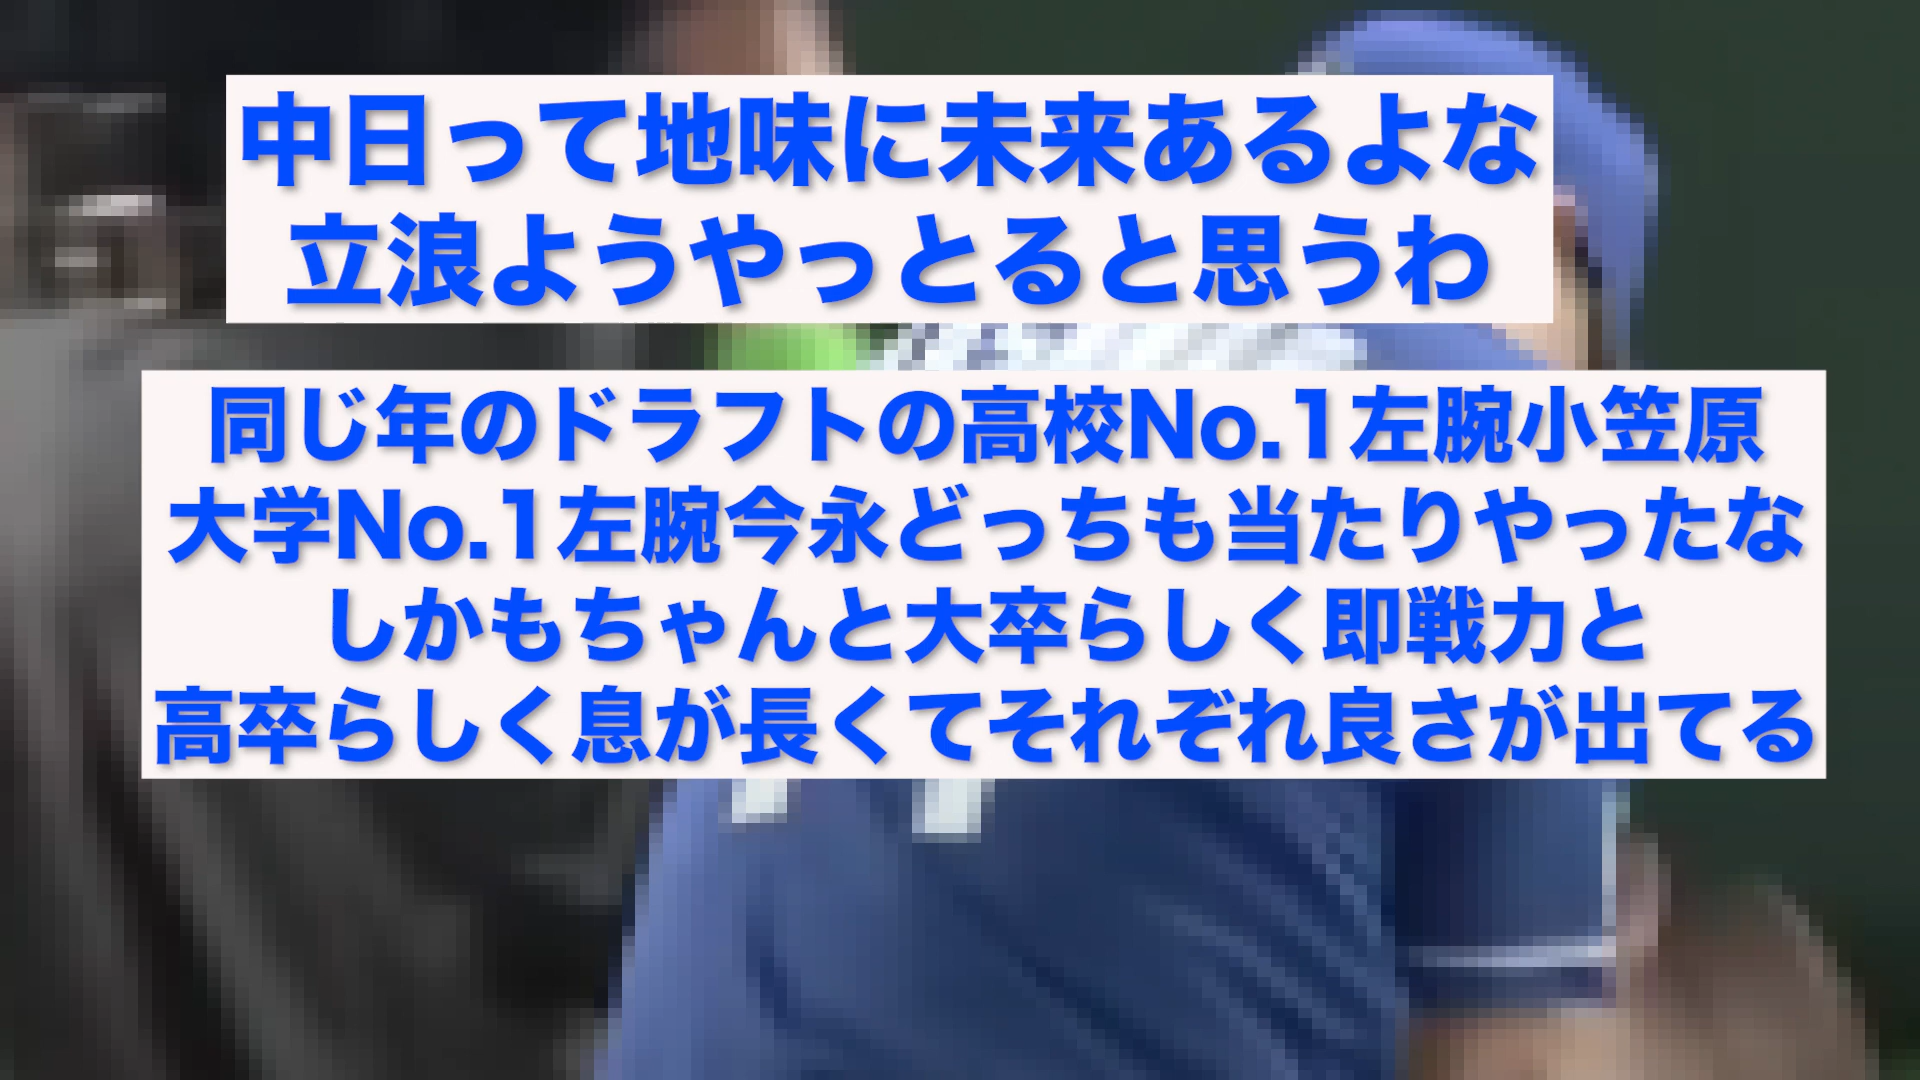 中日って地味に未来あるよな
立浪ようやっとると思うわ
同じ年のドラフトの高校No.1左腕小笠原
大学No.1左腕今永どっちも当たりやったな
しかもちゃんと大卒らしく即戦力と
高卒らしく息が長くてそれぞれ良さが出てる